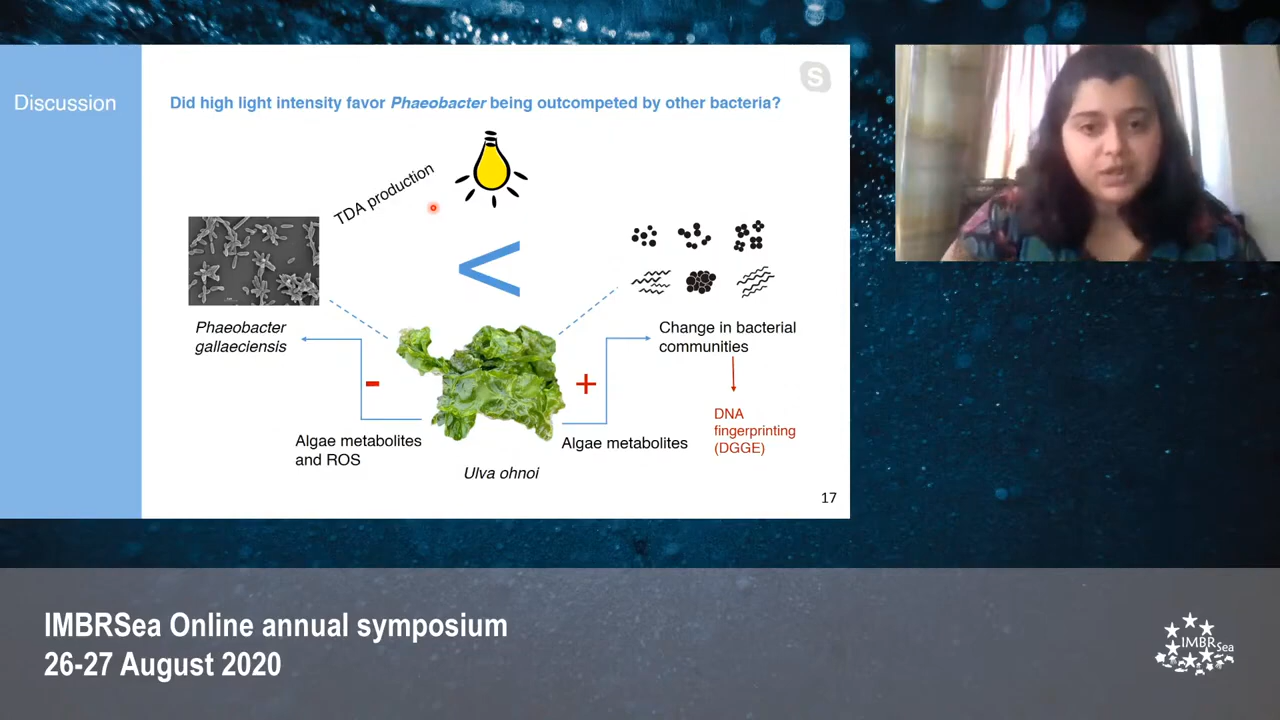 Discussion
S
Did high light intensity favor Phaeobacter being outcompeted by other bacteria?
TDA production
<
Phaeobacter
gallaeciensis
Change in bacterial
communities
-
+
DNA
fingerprinting
(DGGE)
Algae metabolites
and ROS
Algae metabolites
Ulva ohnoi
17
IMBRSea Online annual symposium
26-27 August 2020
IMBRSea